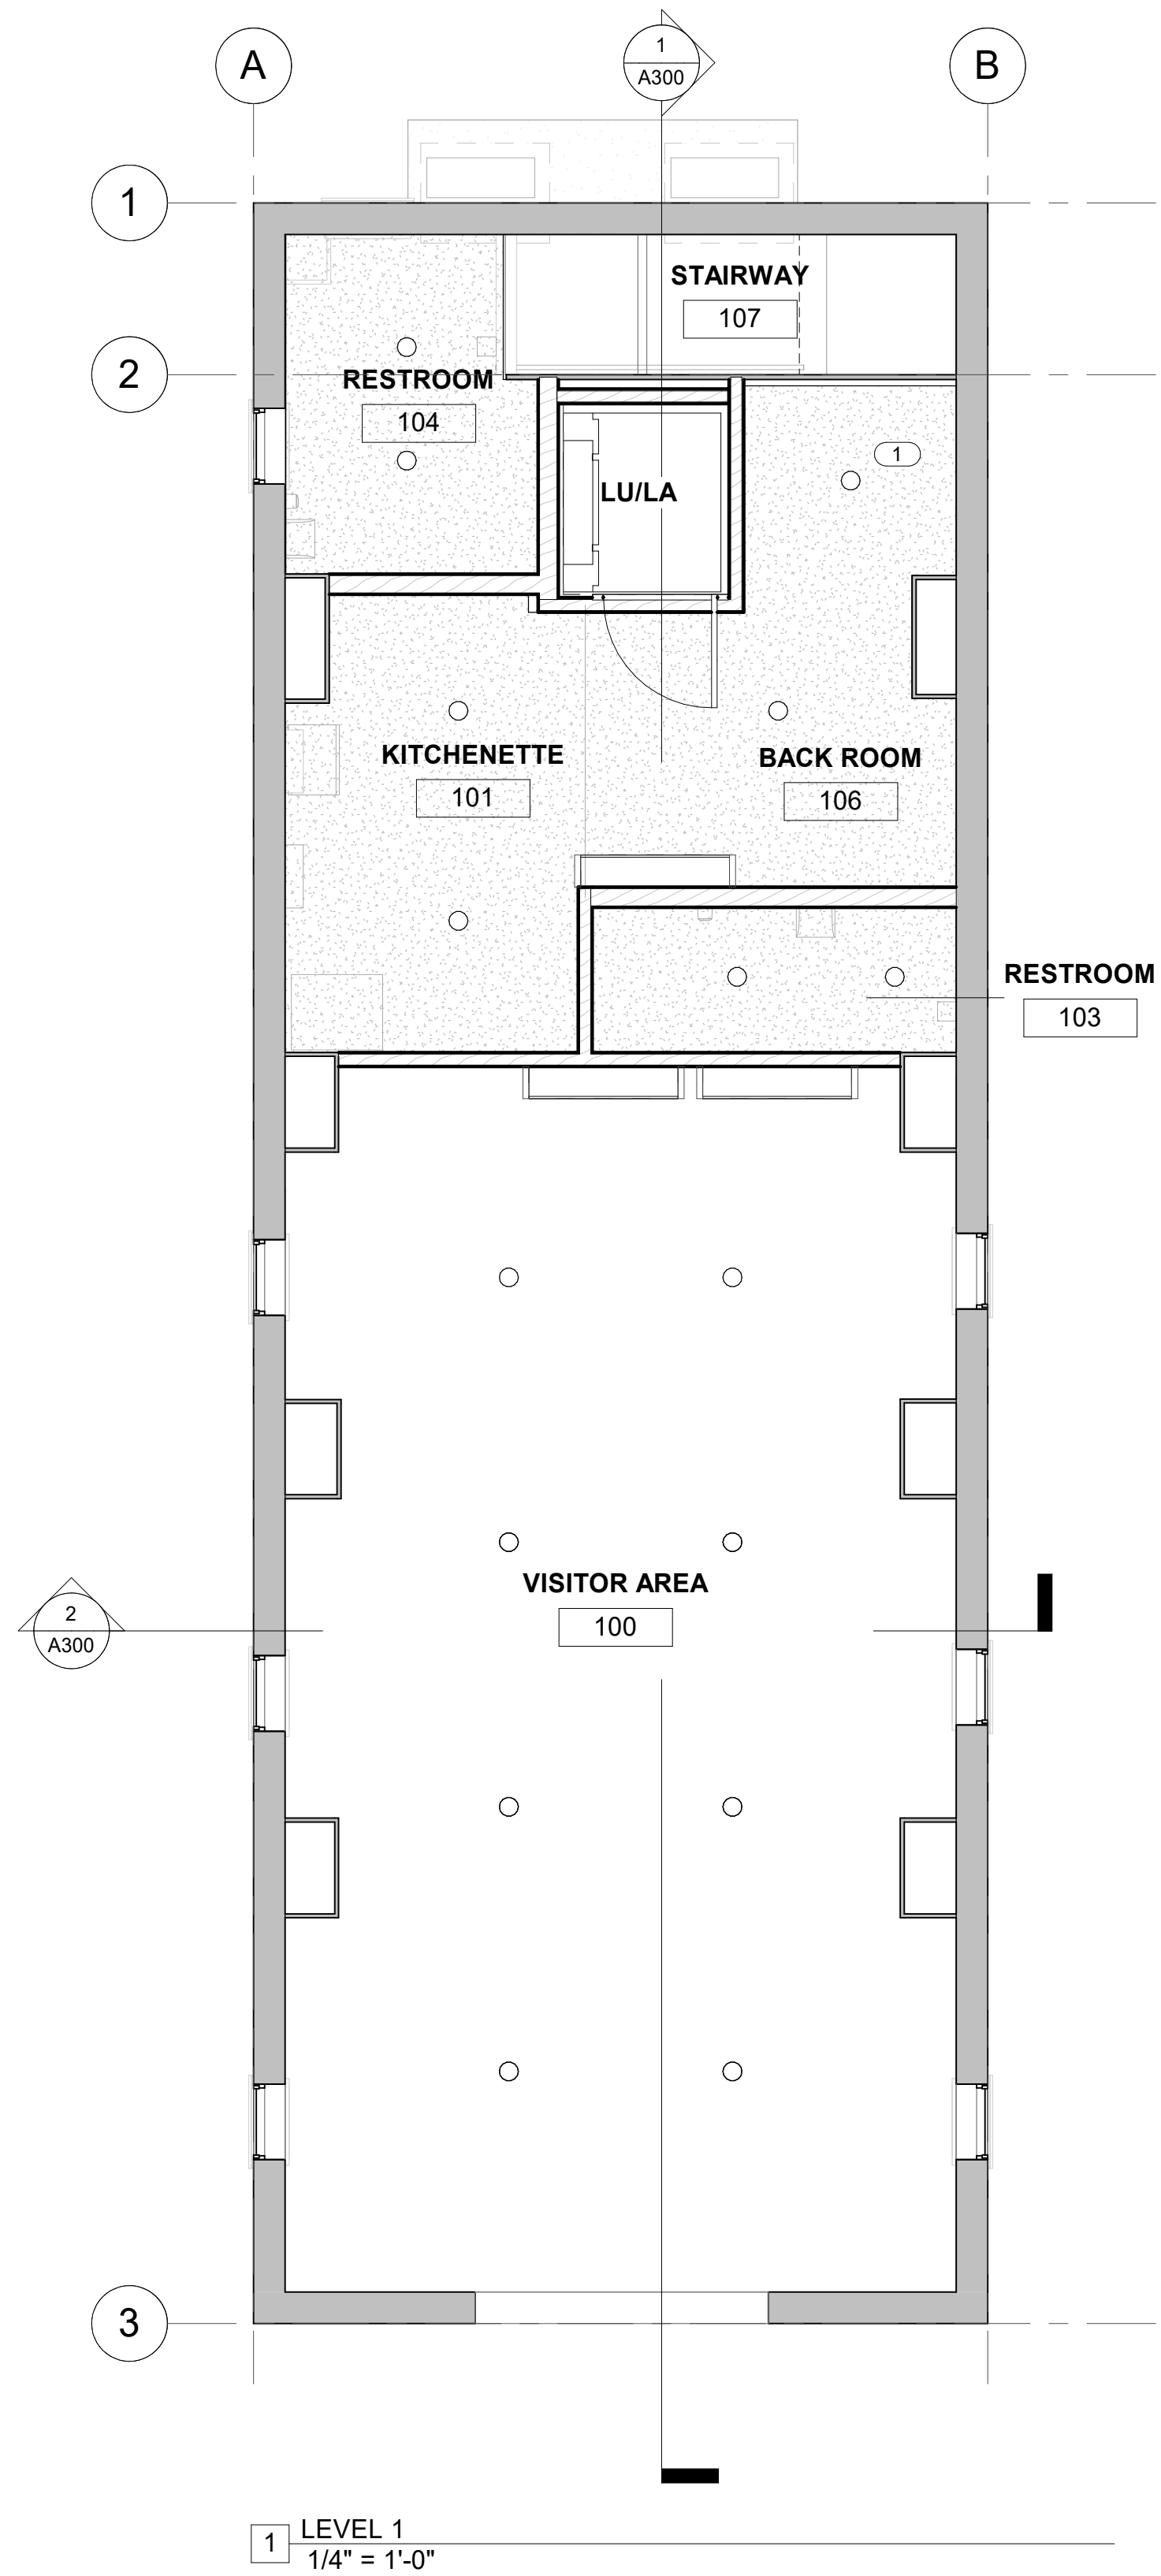 A
1
A300
B
1
STAIRWAY
107
2
RESTROOM
104
1
LU/LA
KITCHENETTE
101
BACK ROOM
106
RESTROOM
103
VISITOR AREA
100
2
A300
3
1
LEVEL 1
1/4" = 1'-0"